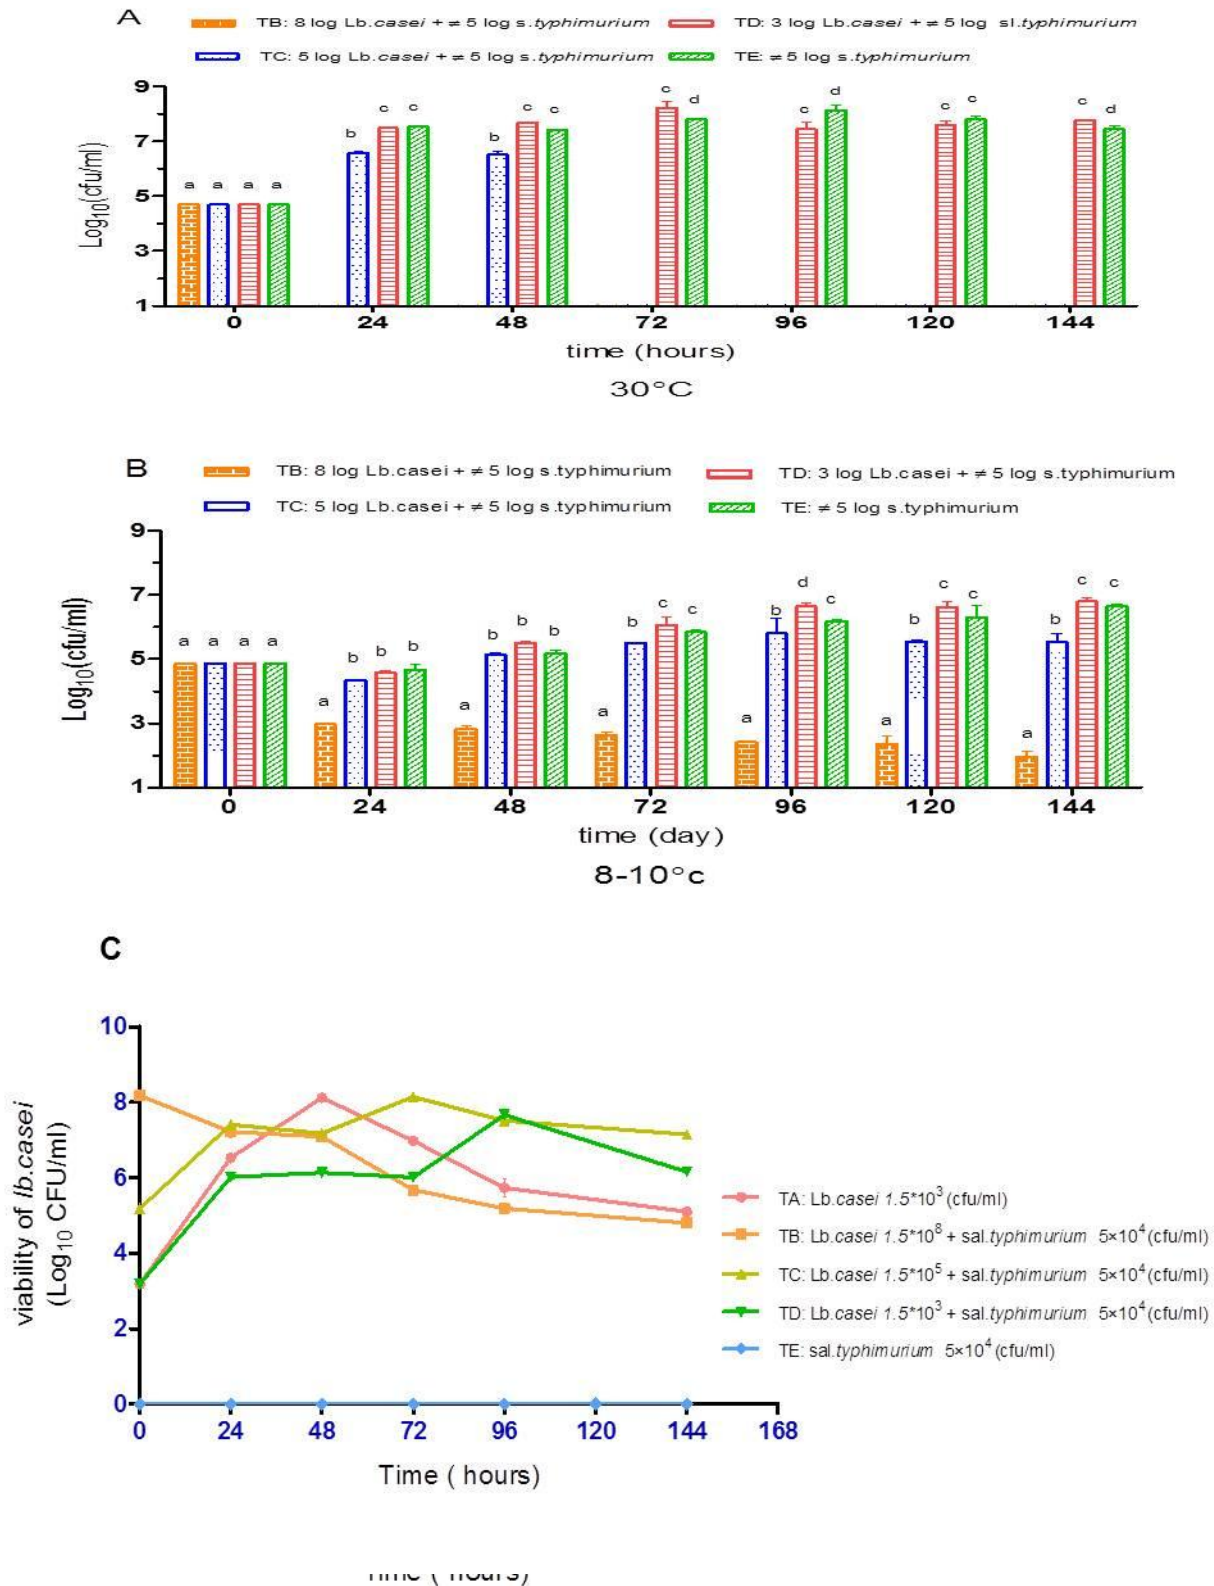 A
TB: 8 log Lb.casei + ≠ 5 log s.typhimurium
TD: 3 log Lb.casei + ≠ 5 log sl.typhimurium
TC: 5 log Lb.casei + ≠ 5 log s.typhimurium
TE: ≠ 5 log s.typhimurium
Log10(cfu/ml)
9
7
5
3
1
a a a a
b c c
b c c
c d
c d
c c
c d
0 24 48 72 96 120 144
time (hours)
30°C
B
TB: 8 log Lb.casei + ≠ 5 log s.typhimurium
TD: 3 log Lb.casei + ≠ 5 log s.typhimurium
TC: 5 log Lb.casei + ≠ 5 log s.typhimurium
TE: ≠ 5 log s.typhimurium
Log10(cfu/ml)
9
7
5
3
1
a a a a
a b b b
a b b b
a b c c
a b d c
a b c c
a b c c
0 24 48 72 96 120 144
time (day)
8-10°c
C
viability of lb.casei
(Log10 CFU/ml)
10
8
6
4
2
0
0 24 48 72 96 120 144 168
Time ( hours)
TA: Lb.casei 1.5*10³ (cfu/ml)
TB: Lb.casei 1.5*10⁸ + sal.typhimurium 5×10⁴ (cfu/ml)
TC: Lb.casei 1.5*10⁵ + sal.typhimurium 5×10⁴ (cfu/ml)
TD: Lb.casei 1.5*10³ + sal.typhimurium 5×10⁴ (cfu/ml)
TE: sal.typhimurium 5×10⁴ (cfu/ml)
Time ( hours)